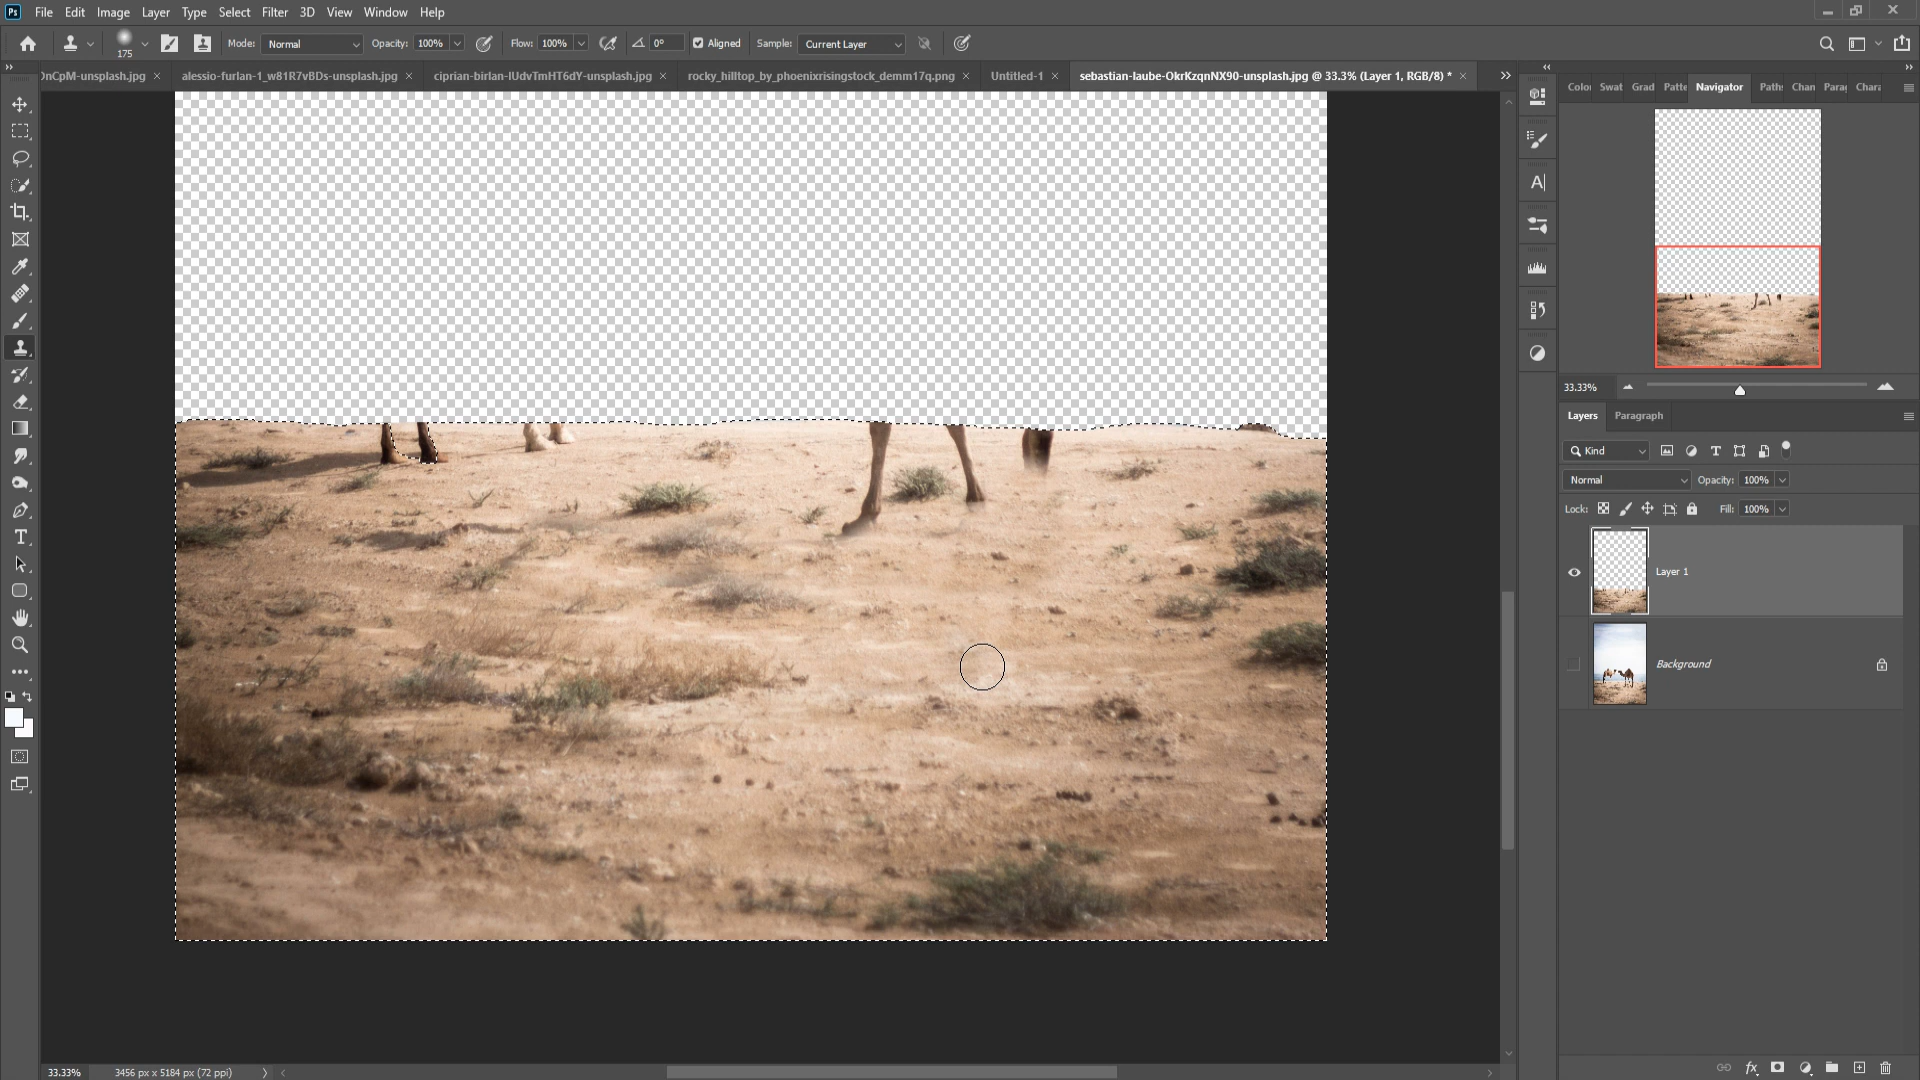 Ps File Edit Image Layer Type Select Filter 3D View Window Help
175 Mode: Normal Opacity: 100% Flow: 100% 0° Aligned Sample: Current Layer
nCpM-unsplash.jpg alessio-furlan-1_w81R7vBDs-unsplash.jpg ciprian-birlan-lUdvTmHT6dY-unsplash.jpg rocky_hilltop_by_phoenixrisingstock_demm17q.png Untitled-1 sebastian-laube-OkrKzqnNX90-unsplash.jpg @ 33.3% (Layer 1, RGB/8) *
Color Swat Grad Patte Navigator Paths Chan Para Chara
33.33%
Layers Paragraph
Kind
Normal Opacity: 100%
Lock: Fill: 100%
Layer 1
Background
33.33% 3456 px x 5184 px (72 ppi)